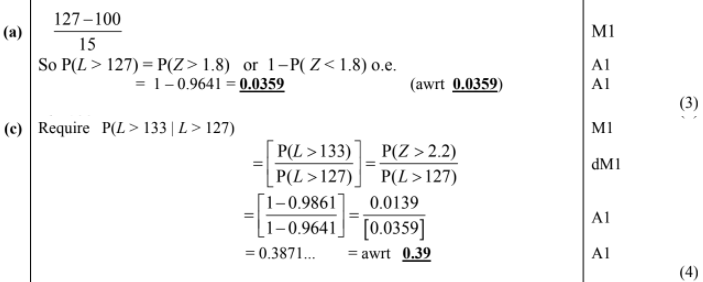 (a) (127 – 100)/15 M1
So P(L > 127) = P(Z > 1.8) or 1 – P( Z < 1.8) o.e. A1
= 1 – 0.9641 = 0.0359 (awrt 0.0359) A1
(3)
(c) Require P(L > 133 | L > 127) M1
= [P(L > 133)/P(L > 127)] = P(Z > 2.2)/P(L > 127) dM1
= [(1 – 0.9861)/(1 – 0.9641)] = 0.0139/[0.0359] A1
= 0.3871... = awrt 0.39 A1
(4)